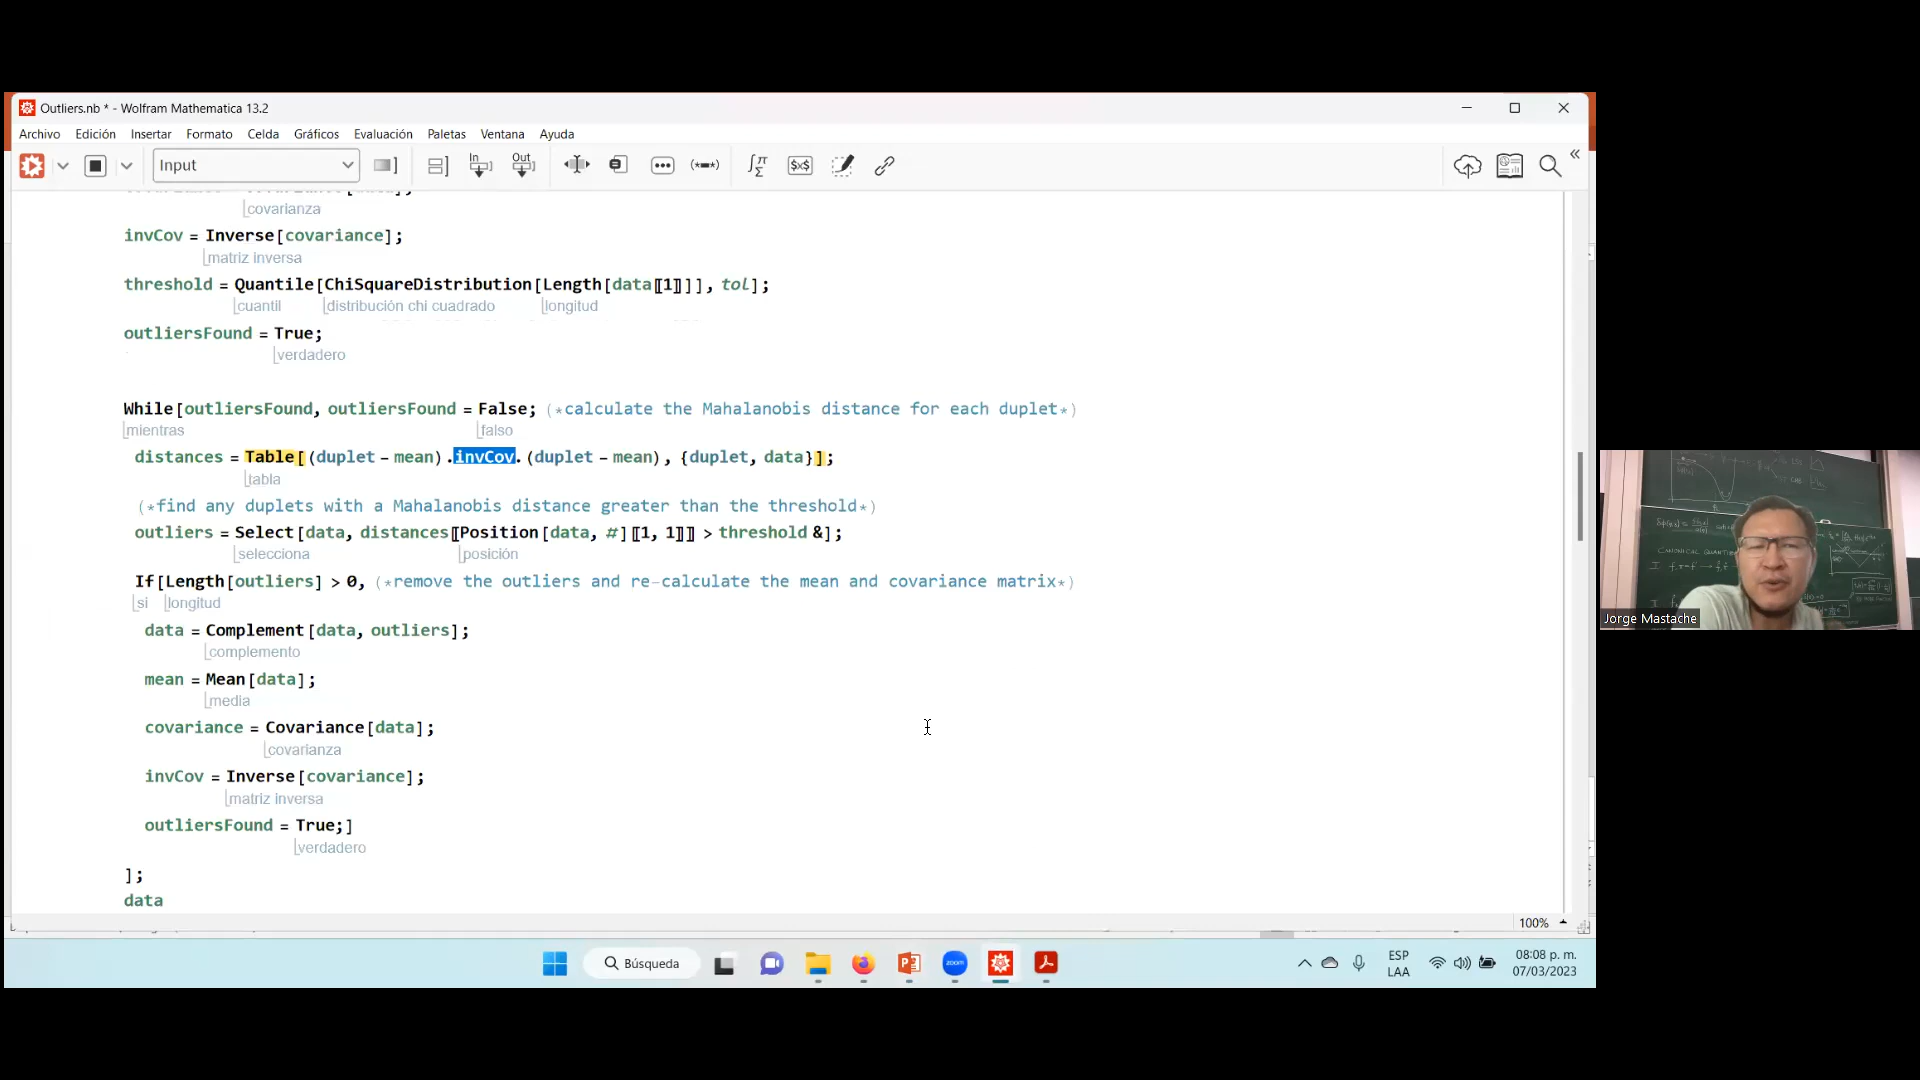 Outliers.nb * - Wolfram Mathematica 13.2
Archivo Edición Insertar Formato Celda Gráficos Evaluación Paletas Ventana Ayuda
Input In Out $x$
covarianza
invCov = Inverse[covariance];
matriz inversa
threshold = Quantile[ChiSquareDistribution[Length[data〚1〛]], tol];
cuantil distribución chi cuadrado longitud
outliersFound = True;
verdadero
While[outliersFound, outliersFound = False; (*calculate the Mahalanobis distance for each duplet*)
mientras falso
distances = Table[(duplet - mean).invCov.(duplet - mean), {duplet, data}];
tabla
(*find any duplets with a Mahalanobis distance greater than the threshold*)
outliers = Select[data, distances〚Position[data, #]〚1, 1〛〛 > threshold &];
selecciona posición
If[Length[outliers] > 0, (*remove the outliers and re-calculate the mean and covariance matrix*)
si longitud
data = Complement[data, outliers];
complemento
mean = Mean[data];
media
covariance = Covariance[data];
covarianza
invCov = Inverse[covariance];
matriz inversa
outliersFound = True;]
verdadero
];
data
100%
Búsqueda
zoom
ESP
LAA
08:08 p. m.
07/03/2023
Jorge Mastache